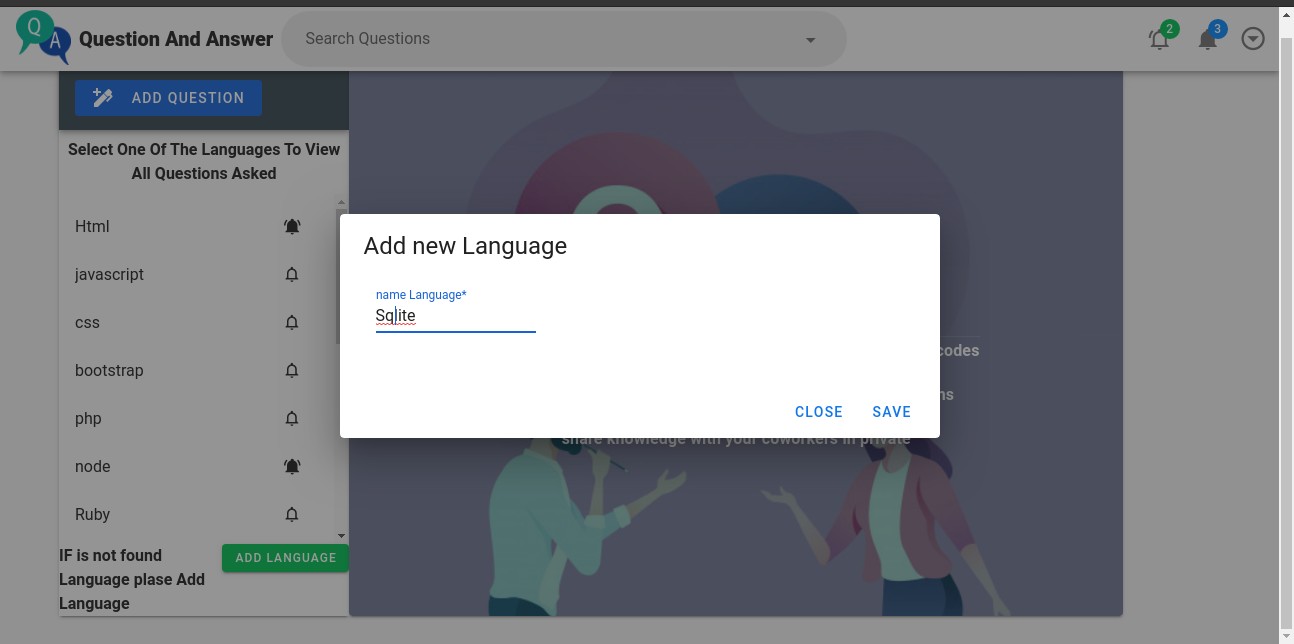 Q
A
Question And Answer
Search Questions
2
3
ADD QUESTION
Select One Of The Languages To View
All Questions Asked
Html
javascript
css
bootstrap
php
node
Ruby
IF is not found
Language plase Add
Language
ADD LANGUAGE
Add new Language
name Language*
Sqlite
CLOSE
SAVE
codes
share knowledge with your coworkers in private